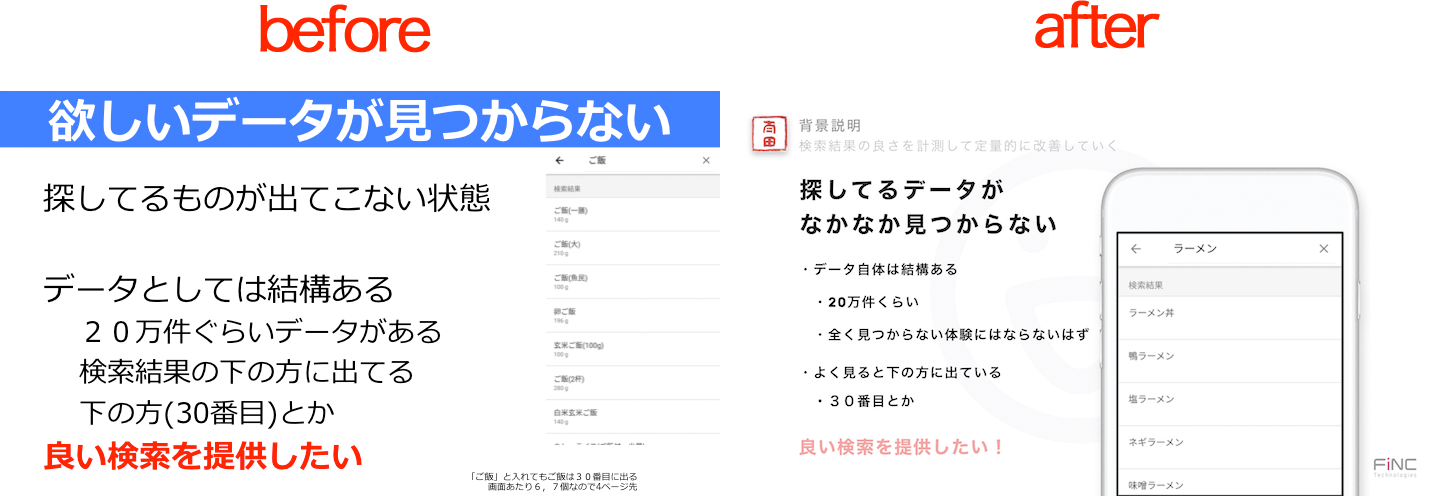 before
欲しいデータが見つからない
探してるものが出てこない状態
データとしては結構ある
２０万件ぐらいデータがある
検索結果の下の方に出てる
下の方(30番目)とか
良い検索を提供したい
← ご飯 ×
検索結果
ご飯(一膳)
140 g
ご飯(大)
210 g
ご飯(魚民)
100 g
卵ご飯
196 g
玄米ご飯(100g)
100 g
ご飯(2杯)
280 g
白米玄米ご飯
140 g
「ご飯」と入れてもご飯は３０番目に出る
画面あたり６，７個なので4ページ先
after
有田
背景説明
検索結果の良さを計測して定量的に改善していく
探してるデータが
なかなか見つからない
・データ自体は結構ある
・20万件くらい
・全く見つからない体験にはならないはず
・よく見ると下の方に出ている
・３０番目とか
良い検索を提供したい！
← ラーメン ×
検索結果
ラーメン丼
鴨ラーメン
塩ラーメン
ネギラーメン
味噌ラーメン
FiNC
Technologies